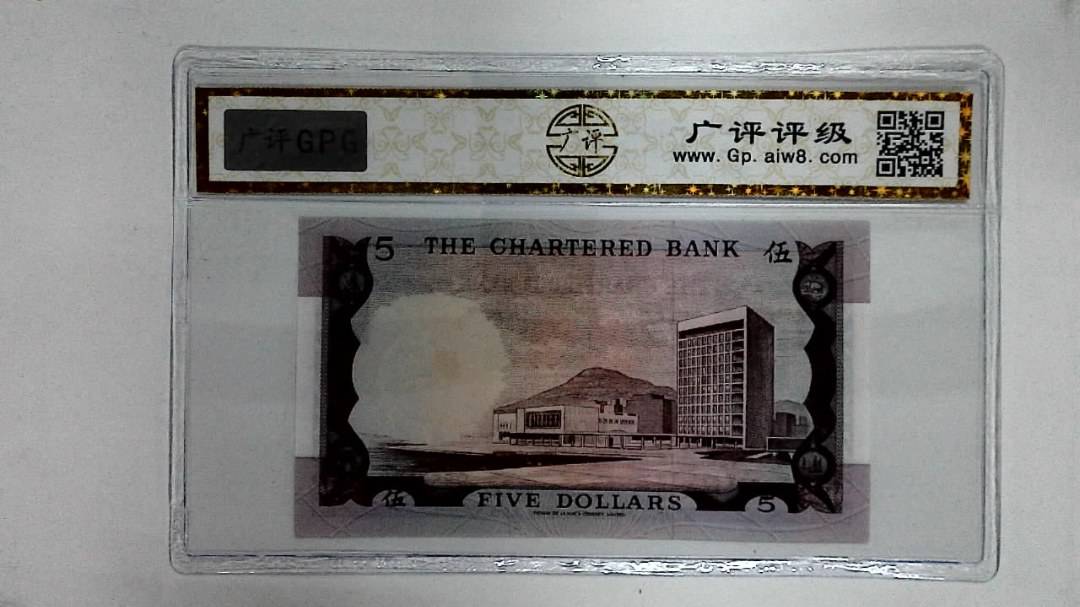 广评GPG
广评
广评评级
www.Gp.aiw8.com
5 THE CHARTERED BANK 伍
伍 FIVE DOLLARS 5